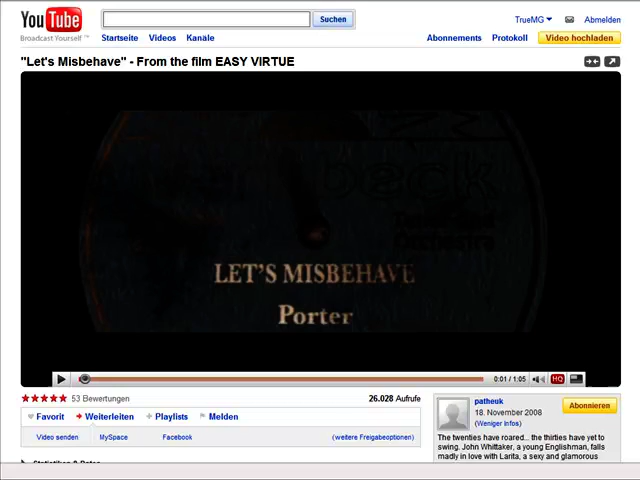 YouTube
Broadcast Yourself™
Suchen
TrueMG
Abmelden
Startseite Videos Kanäle
Abonnements Protokoll Video hochladen
"Let's Misbehave" - From the film EASY VIRTUE
LET'S MISBEHAVE
Porter
0:01 / 1:05 HQ
53 Bewertungen
26.028 Aufrufe
Favorit Weiterleiten Playlists Melden
Video senden MySpace Facebook (weitere Freigabeoptionen)
patheuk
18. November 2008
(Weniger Infos)
Abonnieren
The twenties have roared... the thirties have yet to
swing. John Whittaker, a young Englishman, falls
madly in love with Larita, a sexy and glamorous